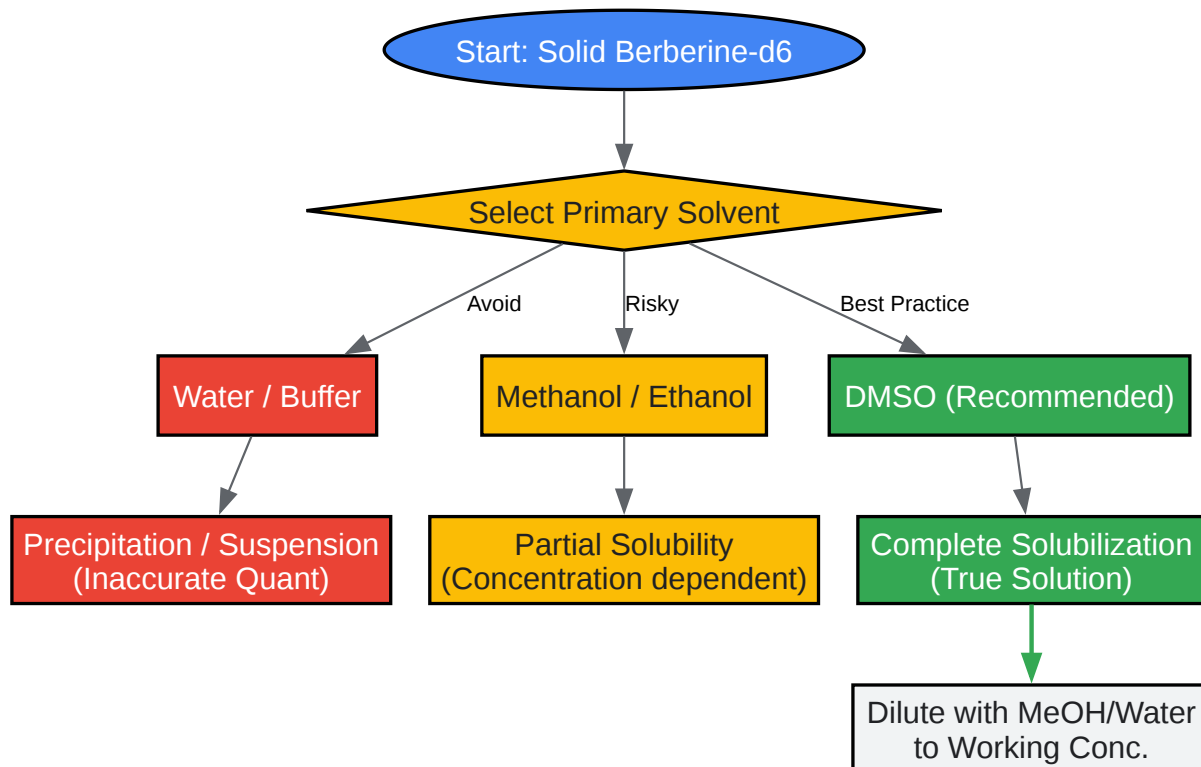 Start: Solid Berberine-d6
Select Primary Solvent
Avoid
Risky
Best Practice
Water / Buffer
Methanol / Ethanol
DMSO (Recommended)
Precipitation / Suspension
(Inaccurate Quant)
Partial Solubility
(Concentration dependent)
Complete Solubilization
(True Solution)
Dilute with MeOH/Water
to Working Conc.